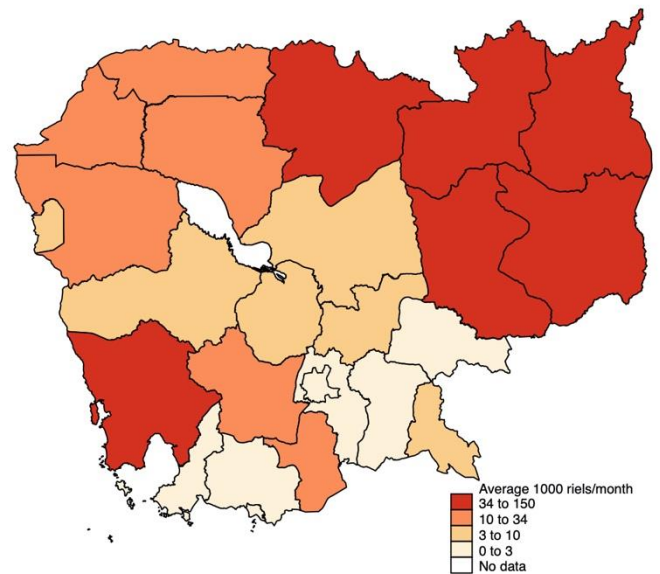 Average 1000 riels/month
34 to 150
10 to 34
3 to 10
0 to 3
No data